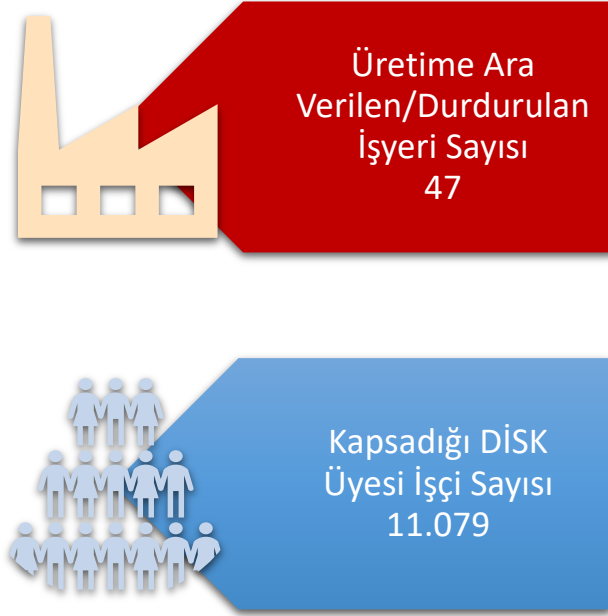 Üretime Ara
Verilen/Durdurulan
İşyeri Sayısı
47
Kapsadığı DİSK
Üyesi İşçi Sayısı
11.079